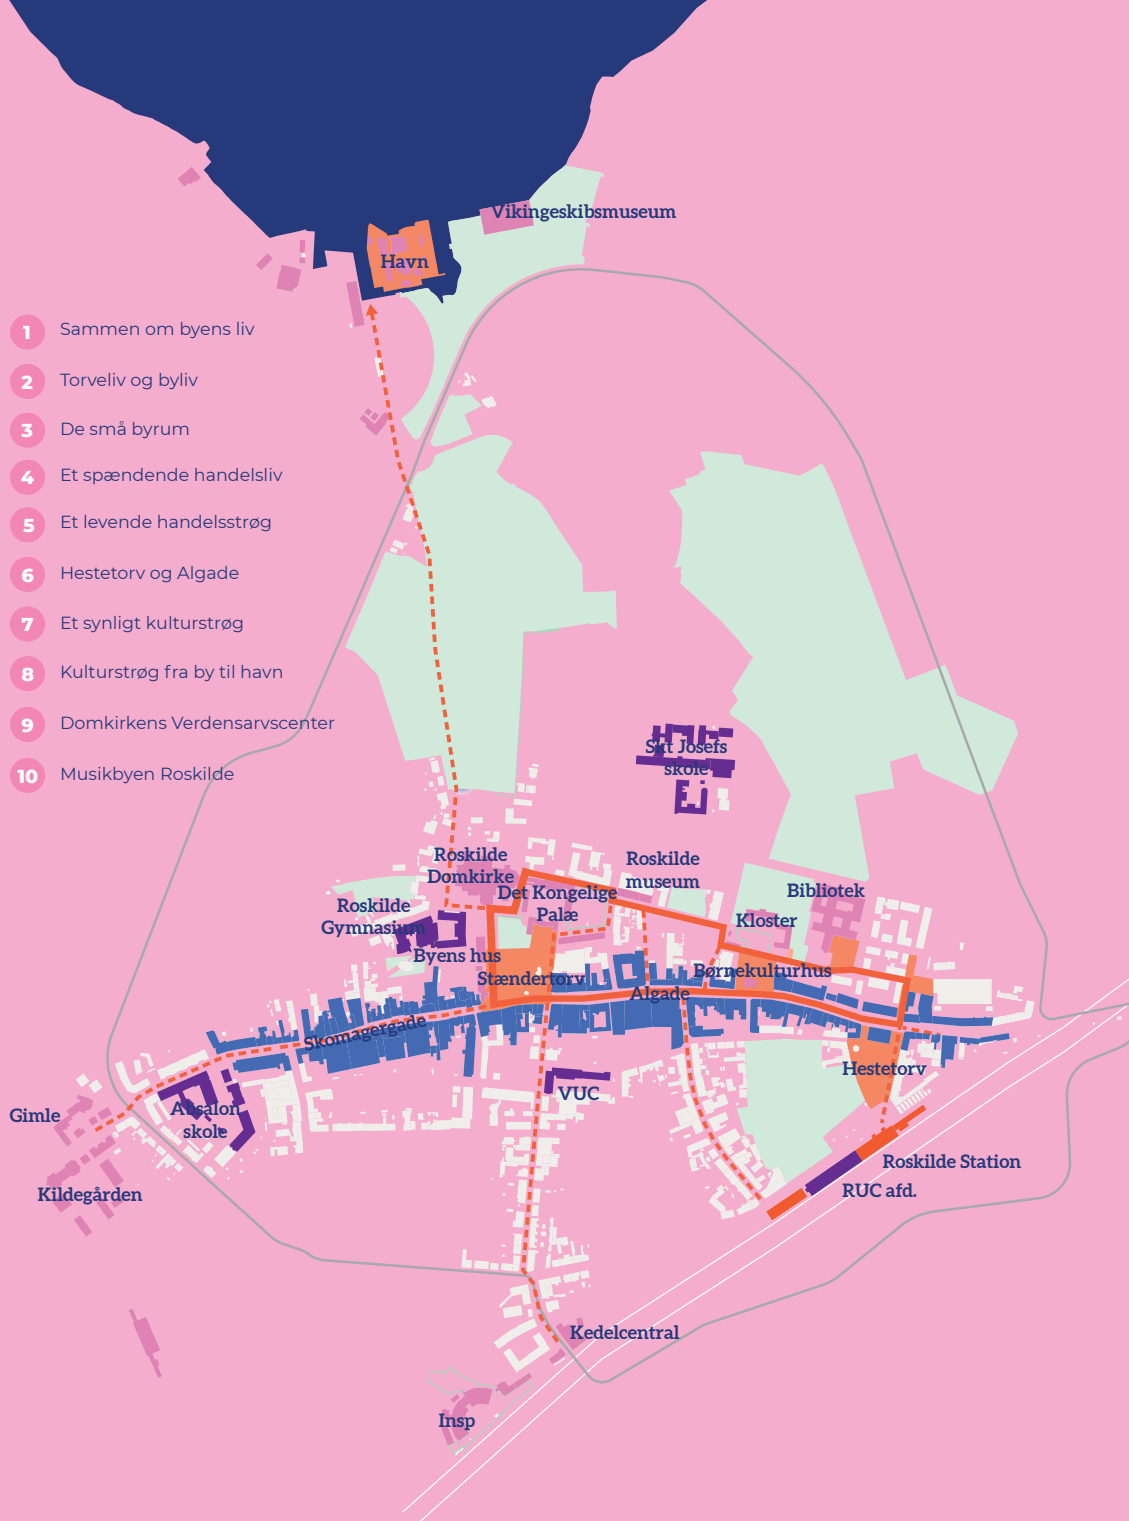 Vikingeskibsmuseum
Havn
1 Sammen om byens liv
2 Torveliv og byliv
3 De små byrum
4 Et spændende handelsliv
5 Et levende handelsstrøg
6 Hestetorv og Algade
7 Et synligt kulturstrøg
8 Kulturstrøg fra by til havn
9 Domkirkens Verdensarvscenter
10 Musikbyen Roskilde
Skt Josefs
skole
Roskilde
Domkirke
Roskilde
museum
Det Kongelige
Palæ
Bibliotek
Roskilde
Gymnasium
Kloster
Byens hus
Stændertorv
Børnekulturhus
Algade
Skomagergade
Hestetorv
VUC
Absalon
skole
Gimle
Kildegården
Roskilde Station
RUC afd.
Kedelcentral
Insp